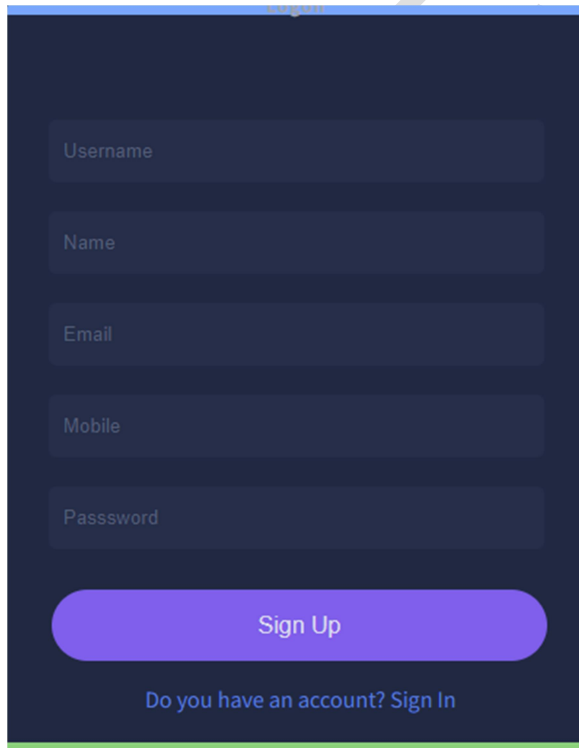 Username
Name
Email
Mobile
Passsword
Sign Up
Do you have an account? Sign In